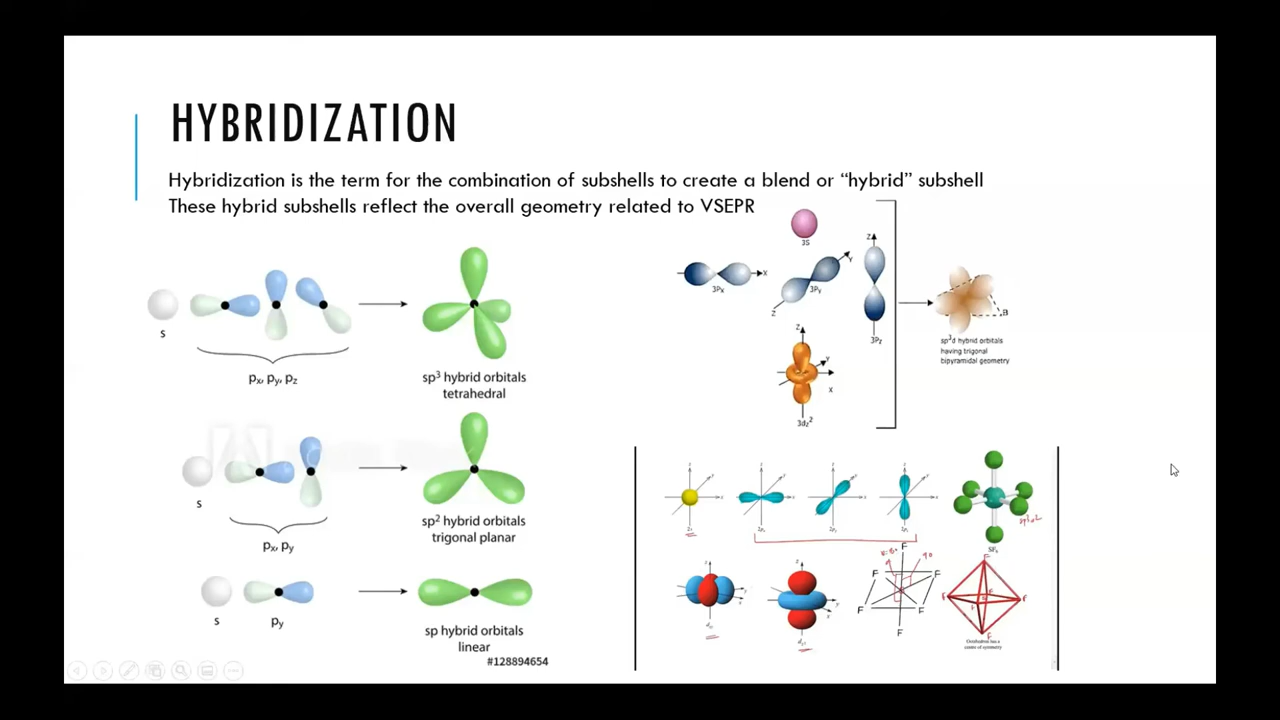 HYBRIDIZATION
Hybridization is the term for the combination of subshells to create a blend or “hybrid” subshell
These hybrid subshells reflect the overall geometry related to VSEPR
s
px, py, pz
sp3 hybrid orbitals
tetrahedral
s
px, py
sp2 hybrid orbitals
trigonal planar
s
py
sp hybrid orbitals
linear
#128894654
3S
X
3Px
Y
3Py
Z
Z
3Pz
Z
Y
X
3dz2
B
sp3d hybrid orbitals
having trigonal
bipyramidal geometry
SF6
F
F
F
F
F
F
90
F
F
F
F
Octahedron has a
centre of symmetry